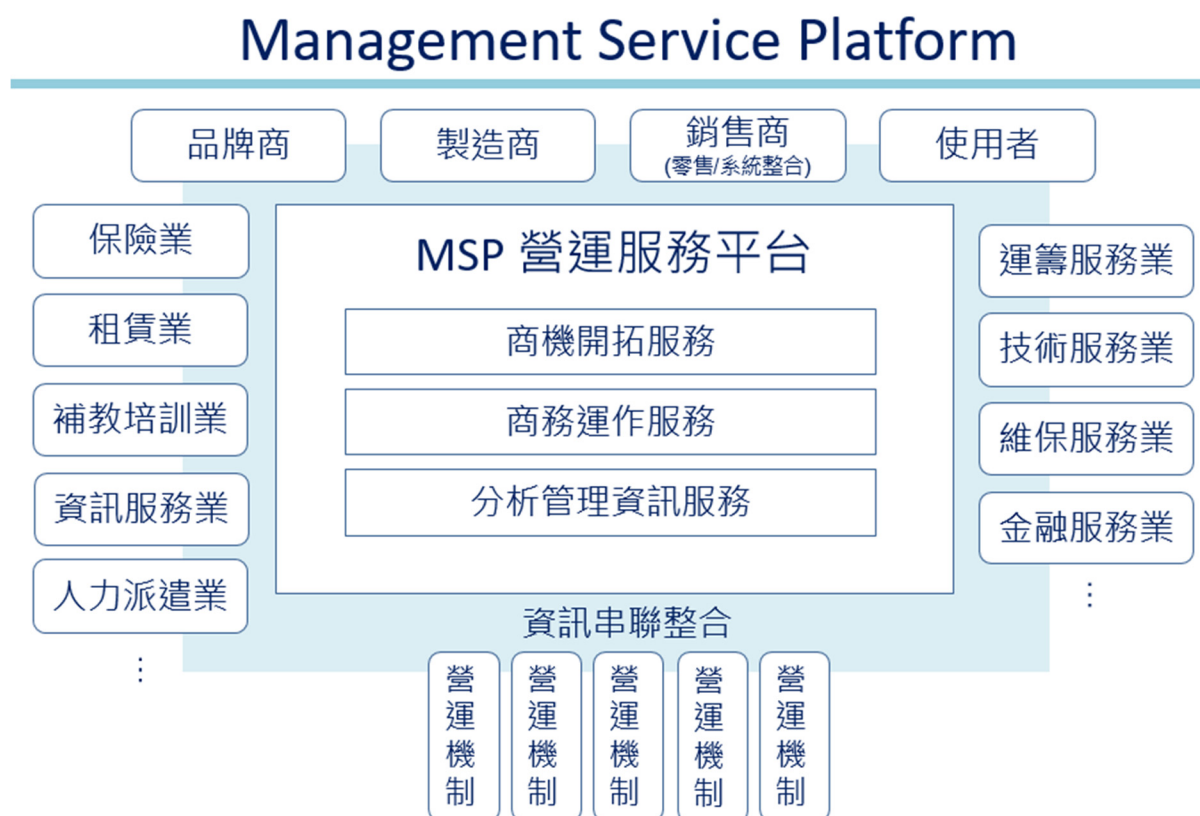 Management Service Platform
品牌商
製造商
銷售商
(零售/系統整合)
使用者
保險業
租賃業
補教培訓業
資訊服務業
人力派遣業
⋮
MSP 營運服務平台
商機開拓服務
商務運作服務
分析管理資訊服務
資訊串聯整合
運籌服務業
技術服務業
維保服務業
金融服務業
⋮
營運機制
營運機制
營運機制
營運機制
營運機制